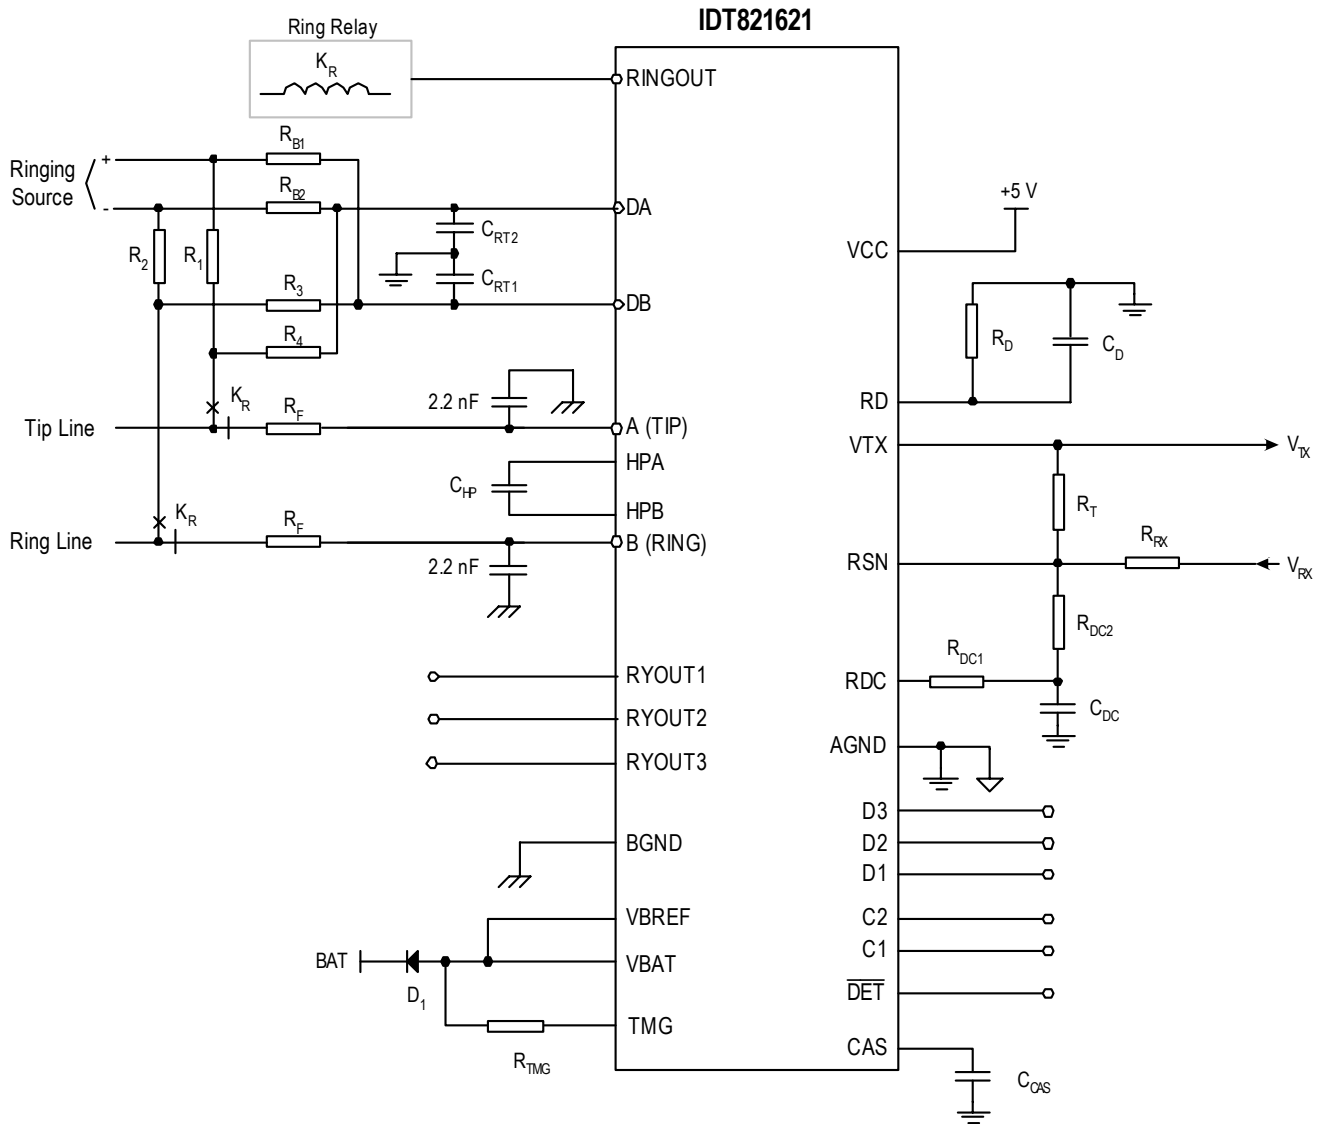 IDT821621
Ring Relay
K_R
RINGOUT
R_B1
Ringing
Source
+
-
R_B2
DA
+5 V
C_RT2
R_2
R_1
VCC
C_RT1
R_3
DB
R_4
R_D
C_D
K_R
R_F
2.2 nF
RD
Tip Line
A (TIP)
VTX
V_TX
HPA
C_HP
R_T
HPB
K_R
R_F
R_RX
Ring Line
B (RING)
2.2 nF
RSN
V_RX
R_DC2
R_DC1
RYOUT1
RDC
C_DC
RYOUT2
AGND
RYOUT3
D3
BGND
D2
D1
VBREF
C2
C1
BAT
VBAT
D_1
DET
TMG
CAS
R_TMG
C_CAS